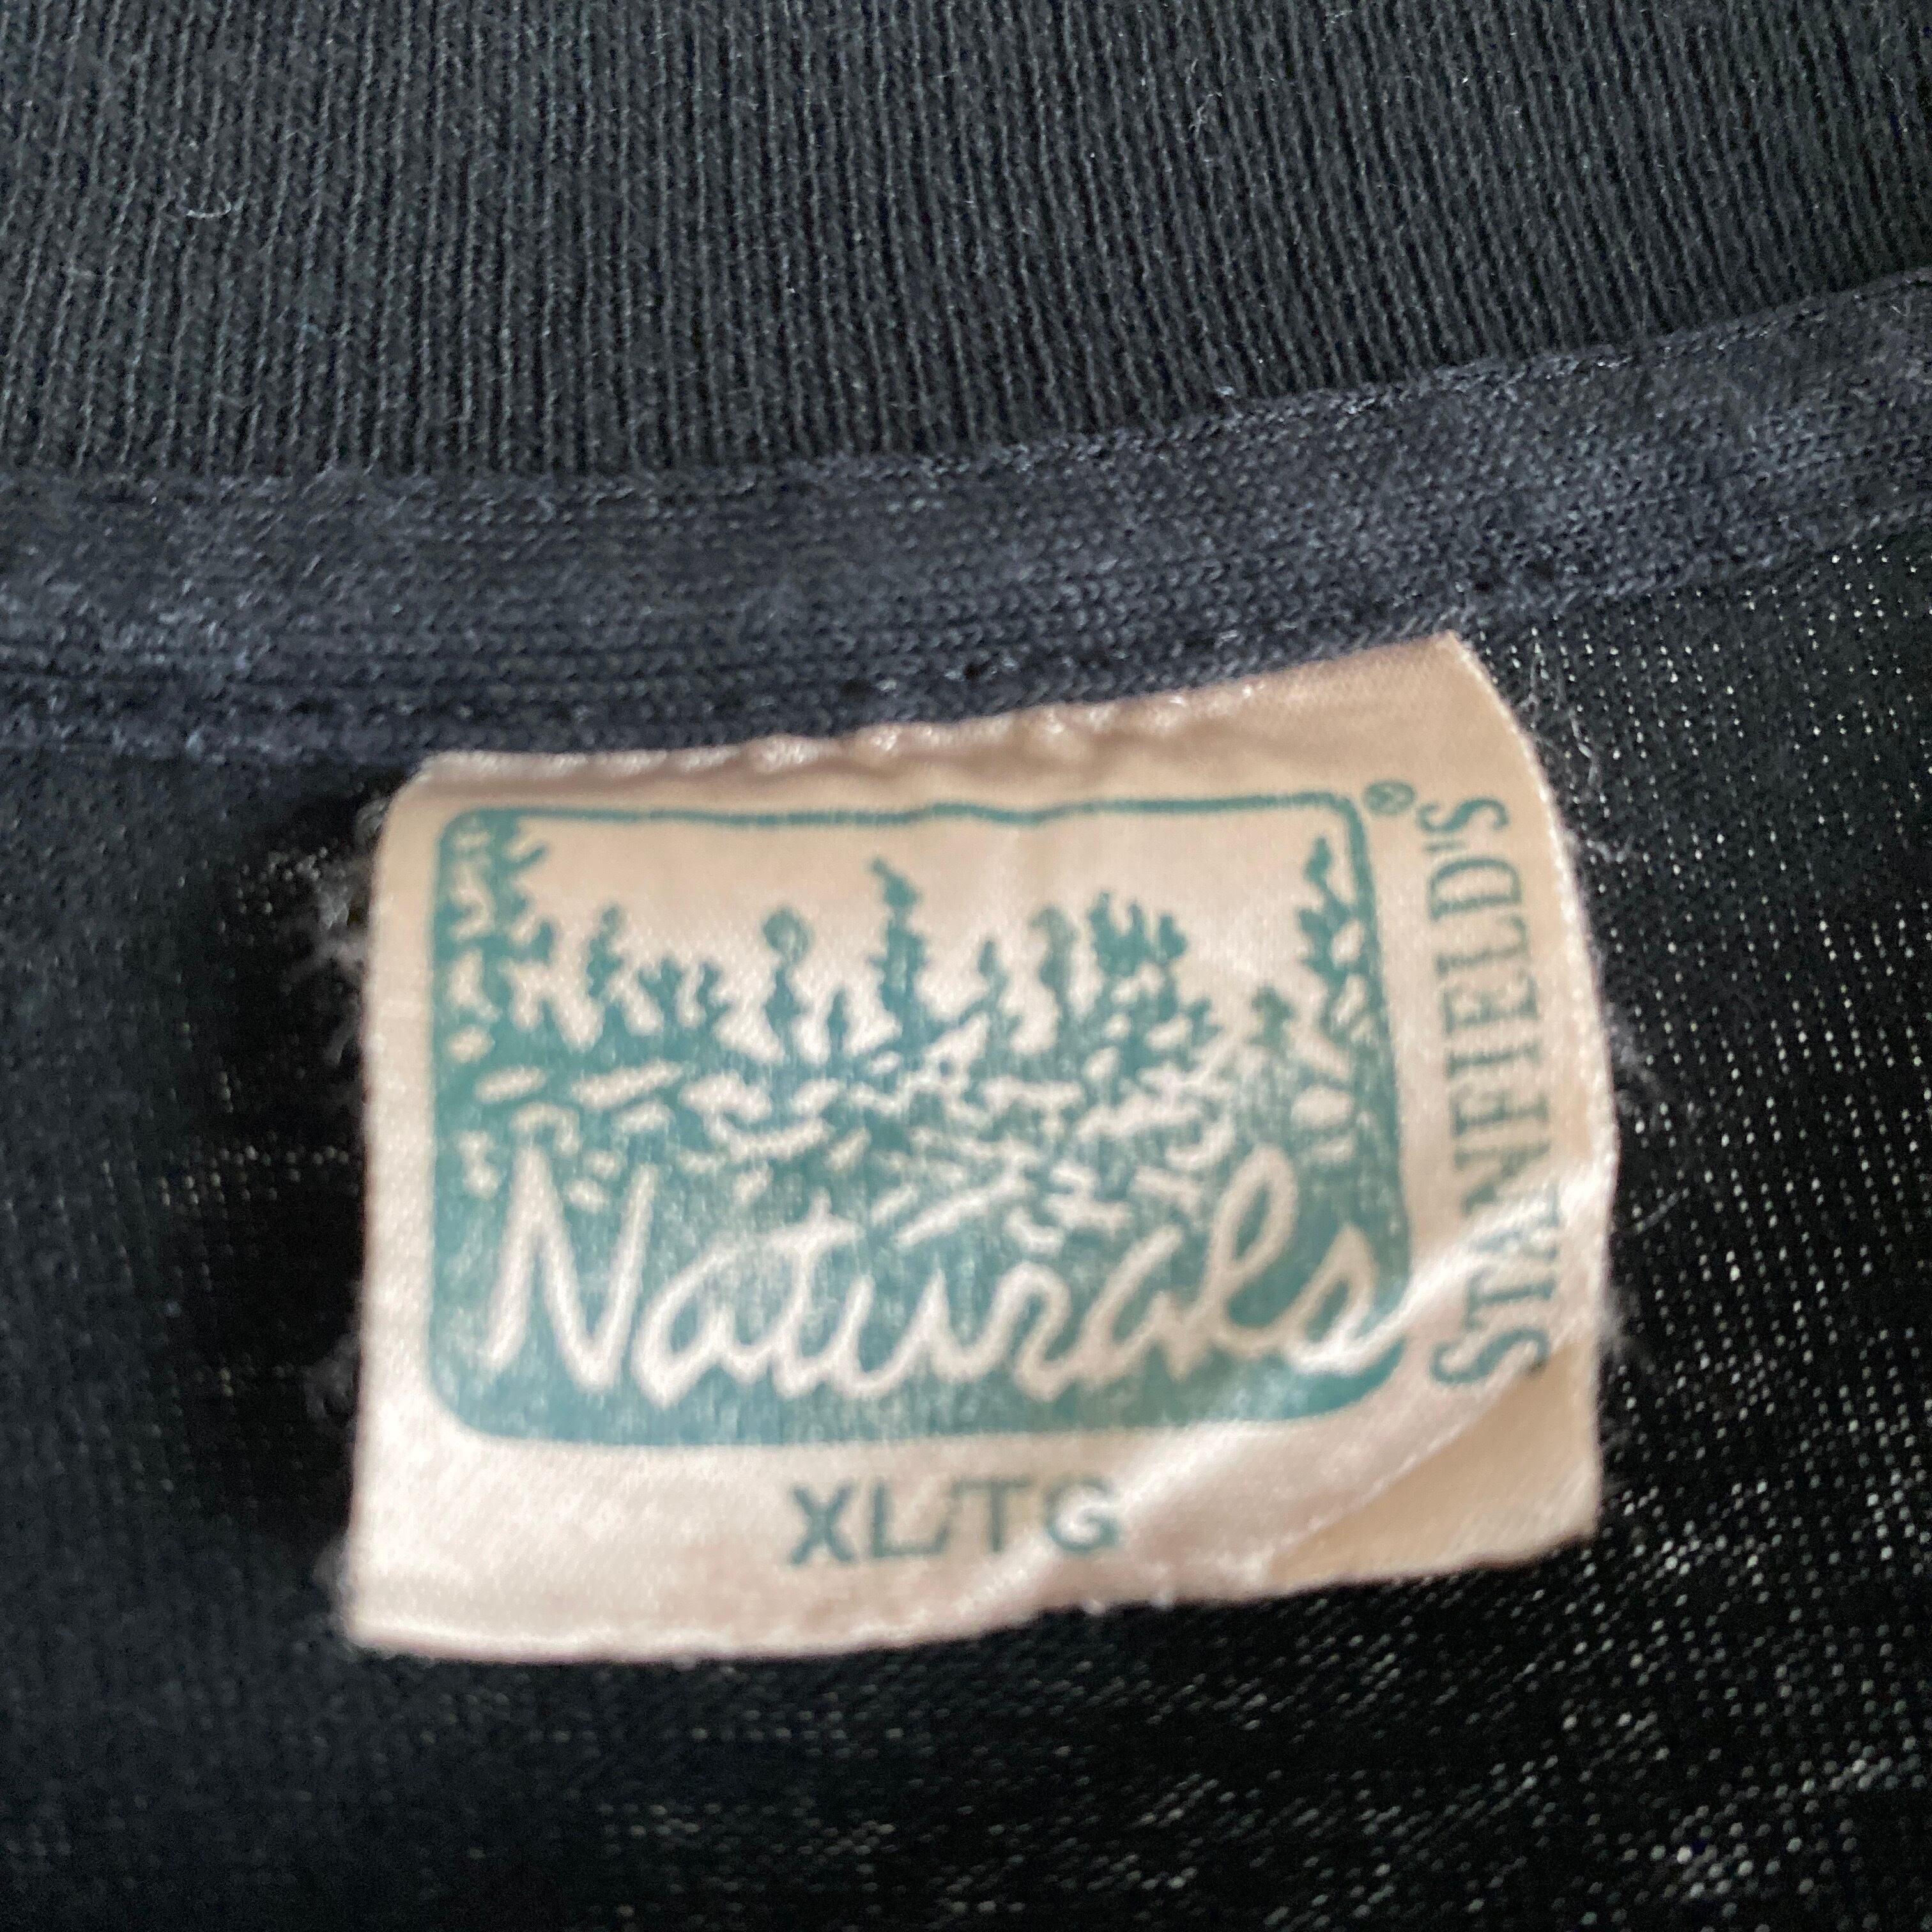 ®
STANFIELD'S
Naturals
XL/TG